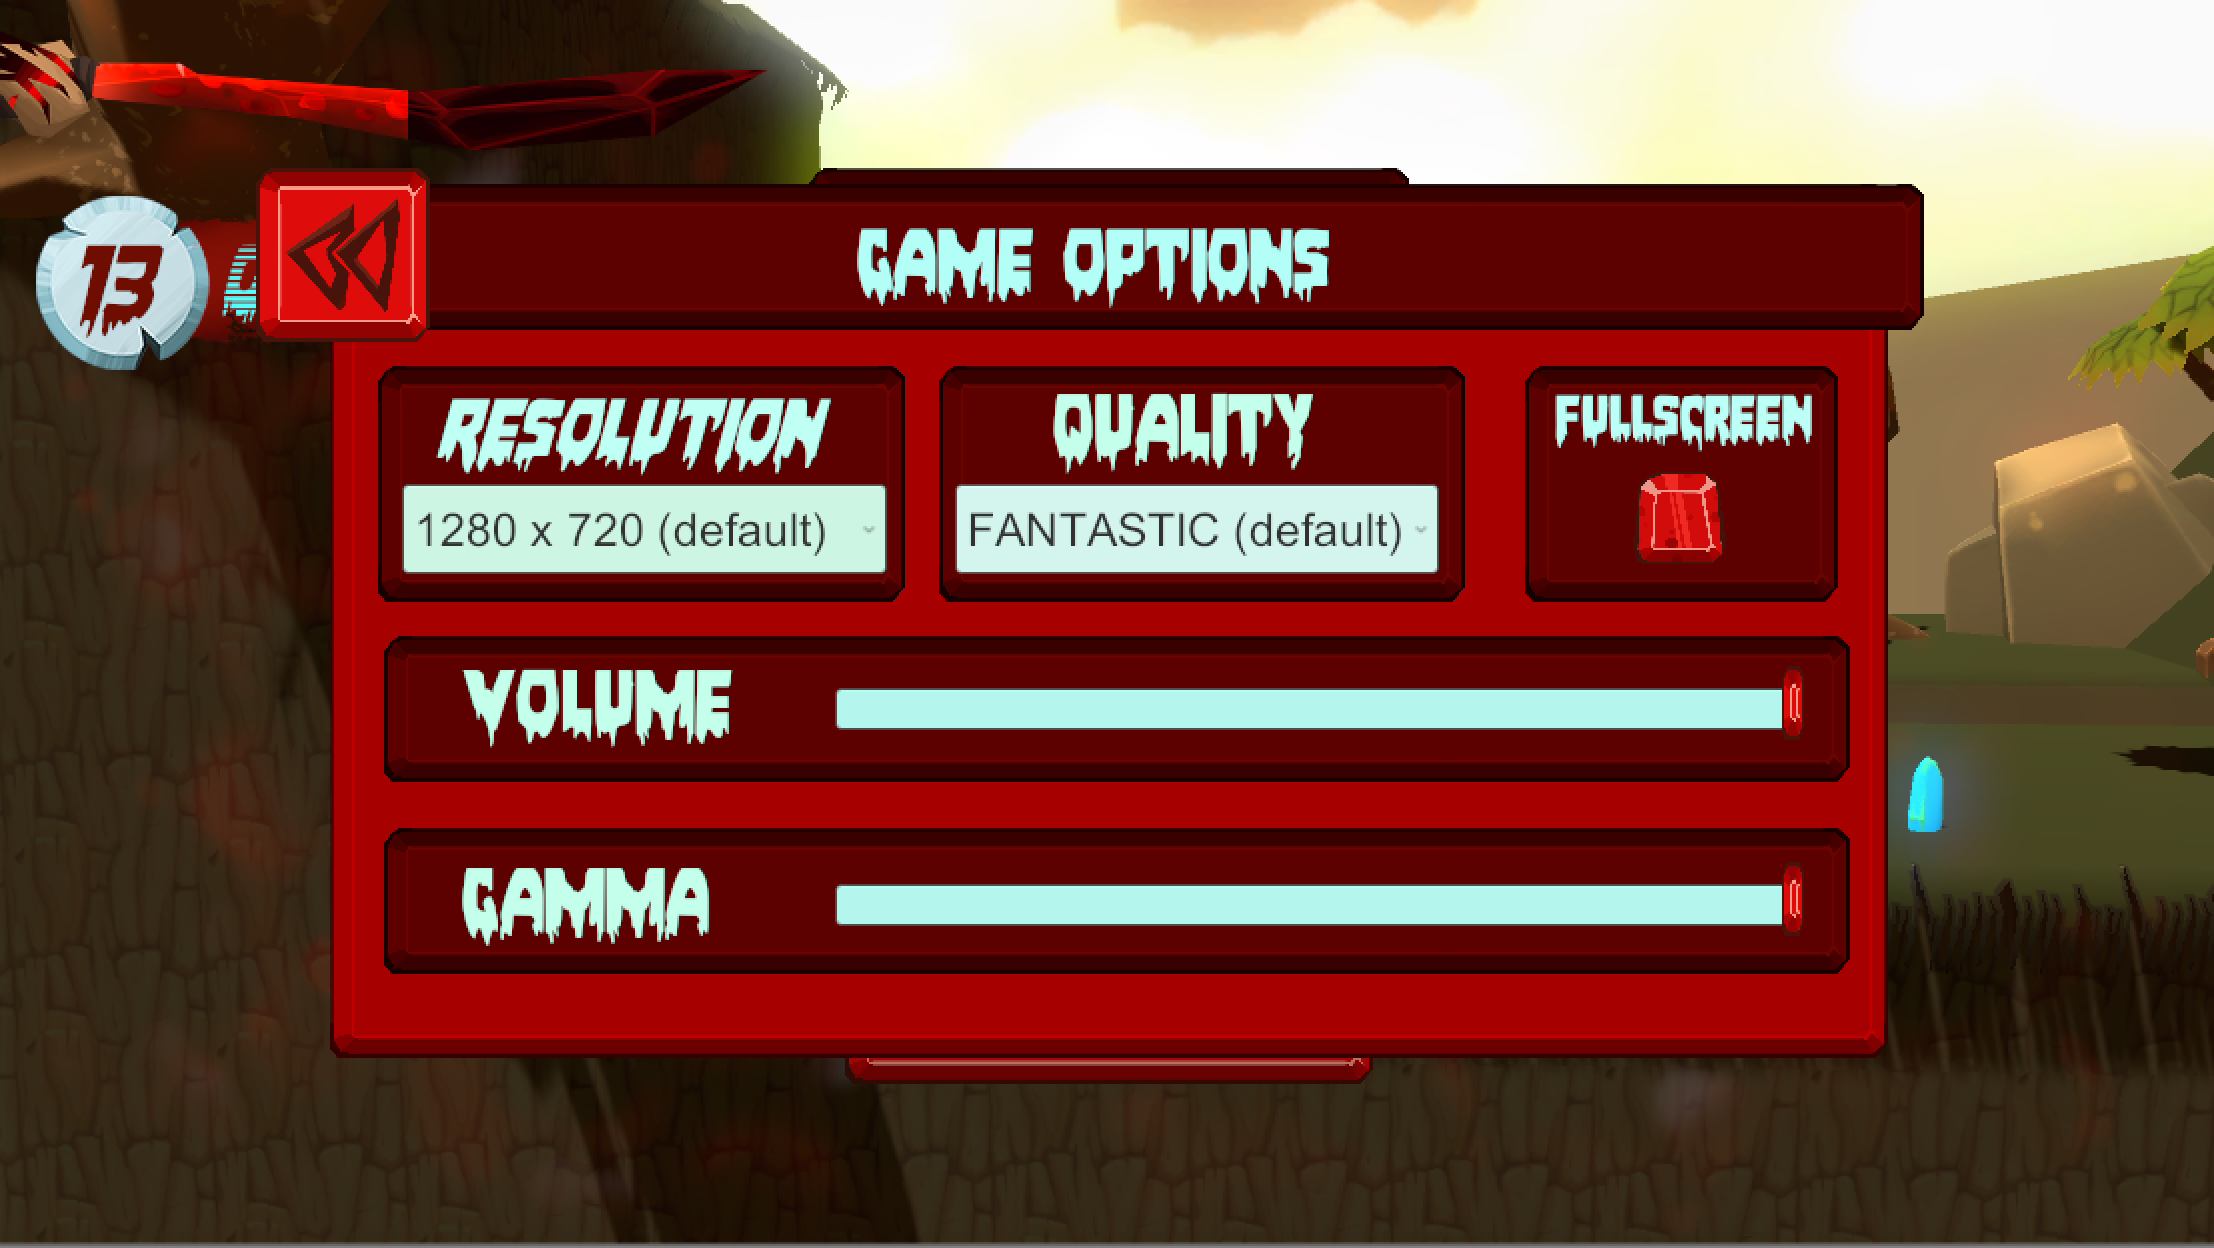 13
GAME OPTIONS
RESOLUTION
QUALITY
FULLSCREEN
1280 x 720 (default)
FANTASTIC (default)
VOLUME
GAMMA